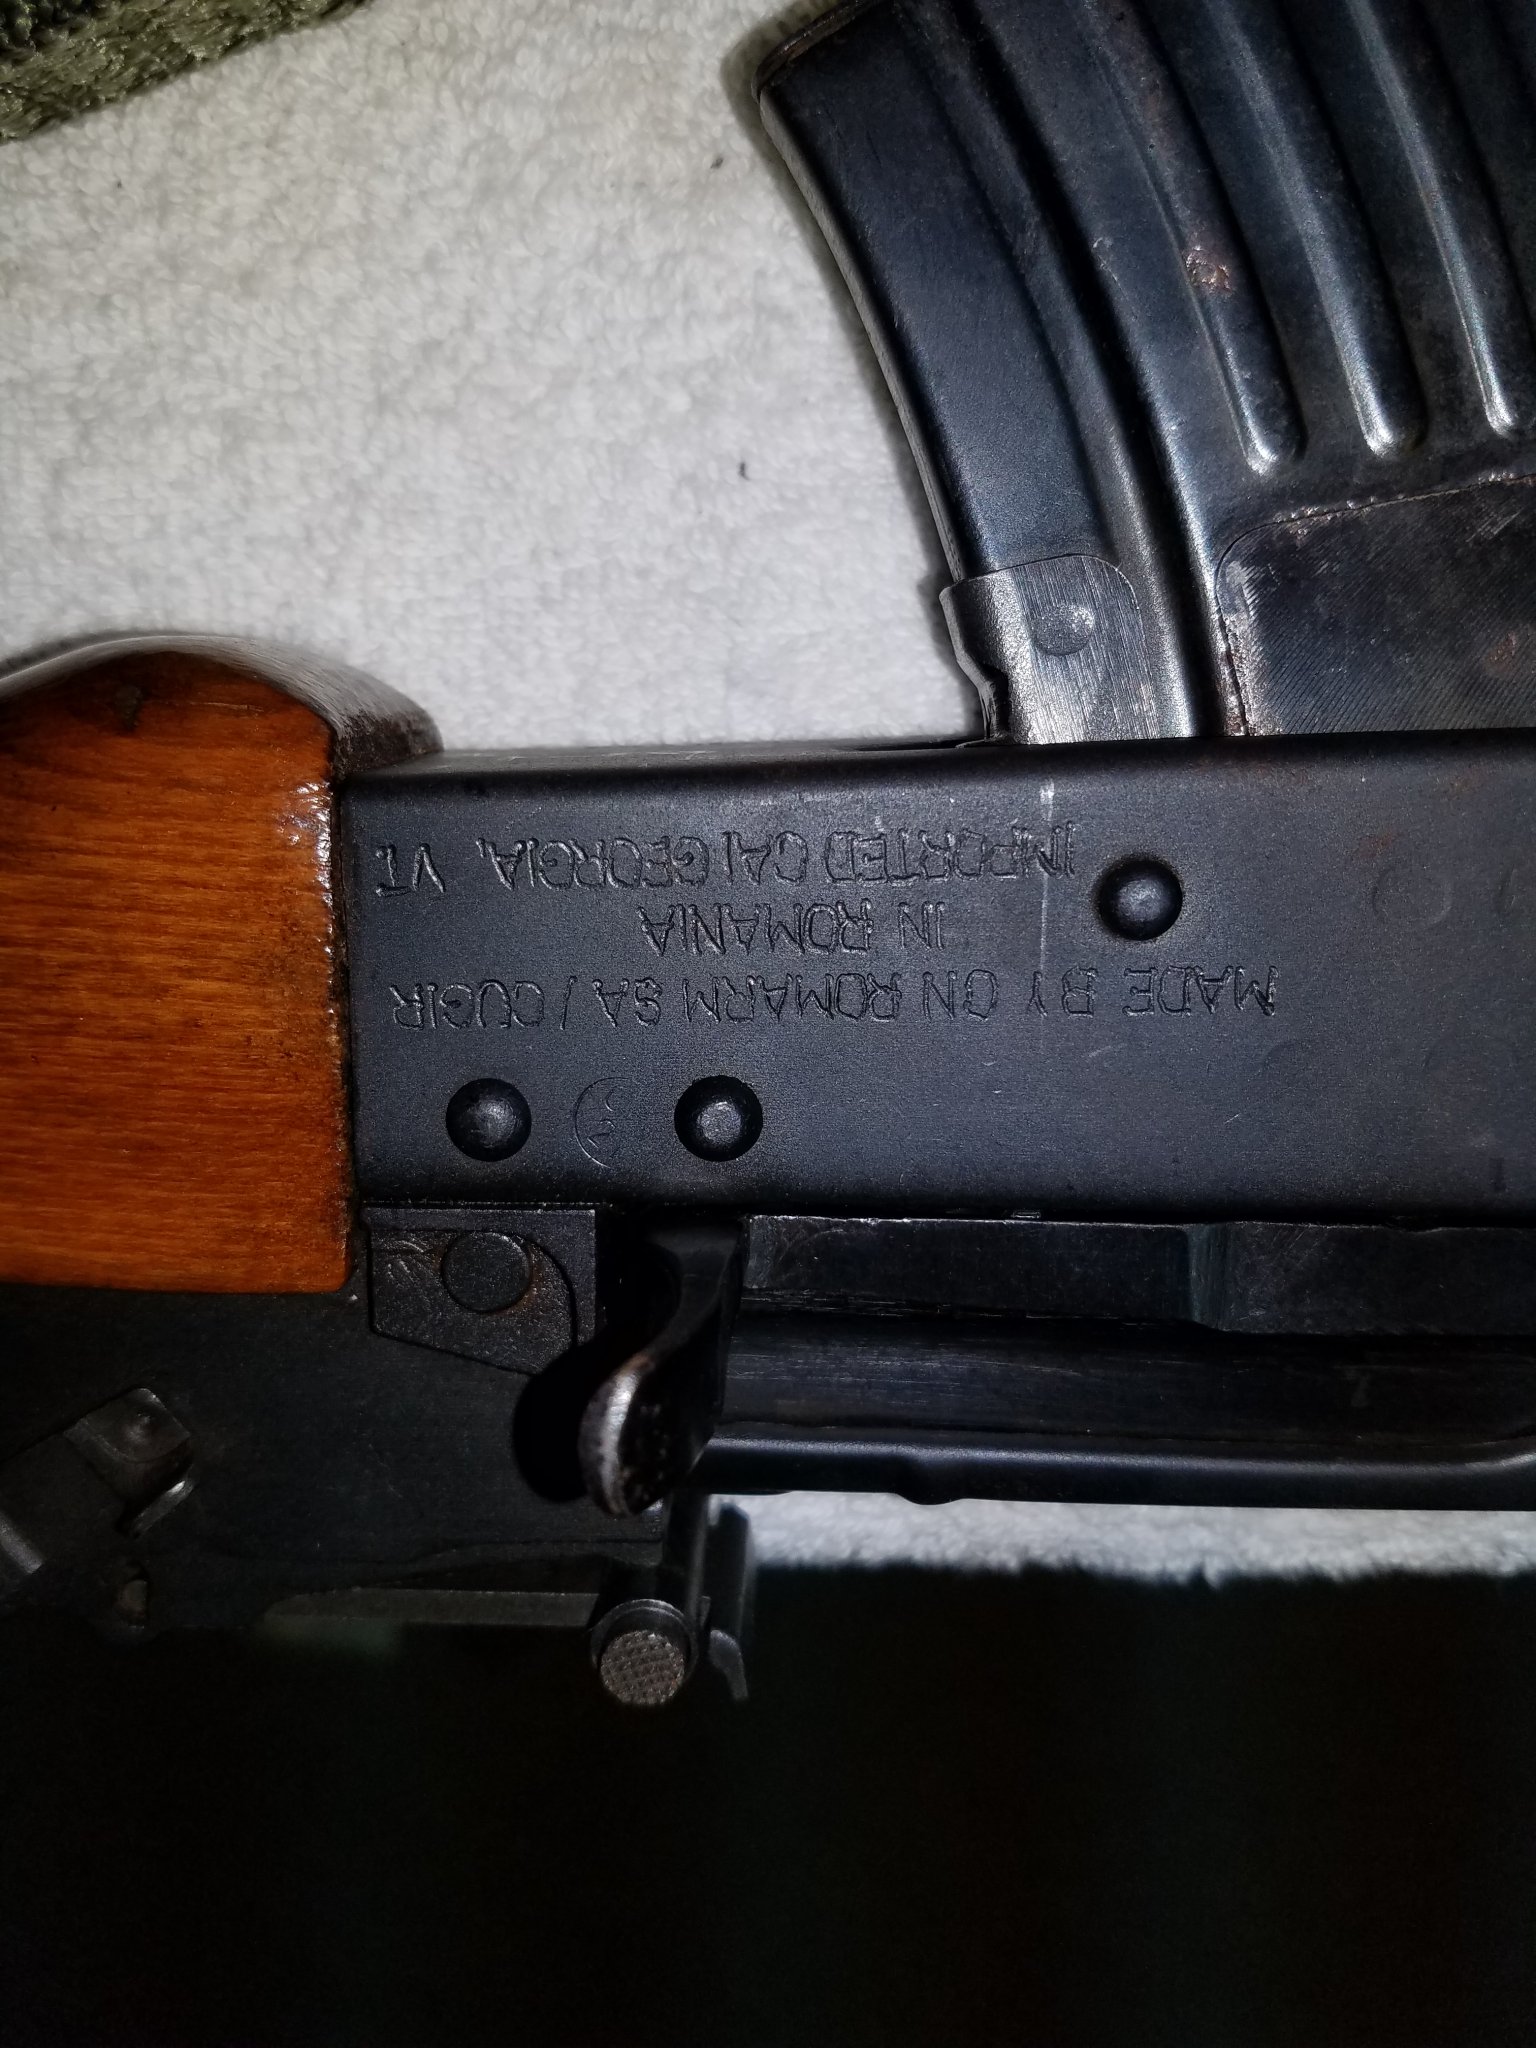 MADE BY CN ROMARM SA / CUGIR
IN ROMANIA
IMPORTED CAI GEORGIA, VT.